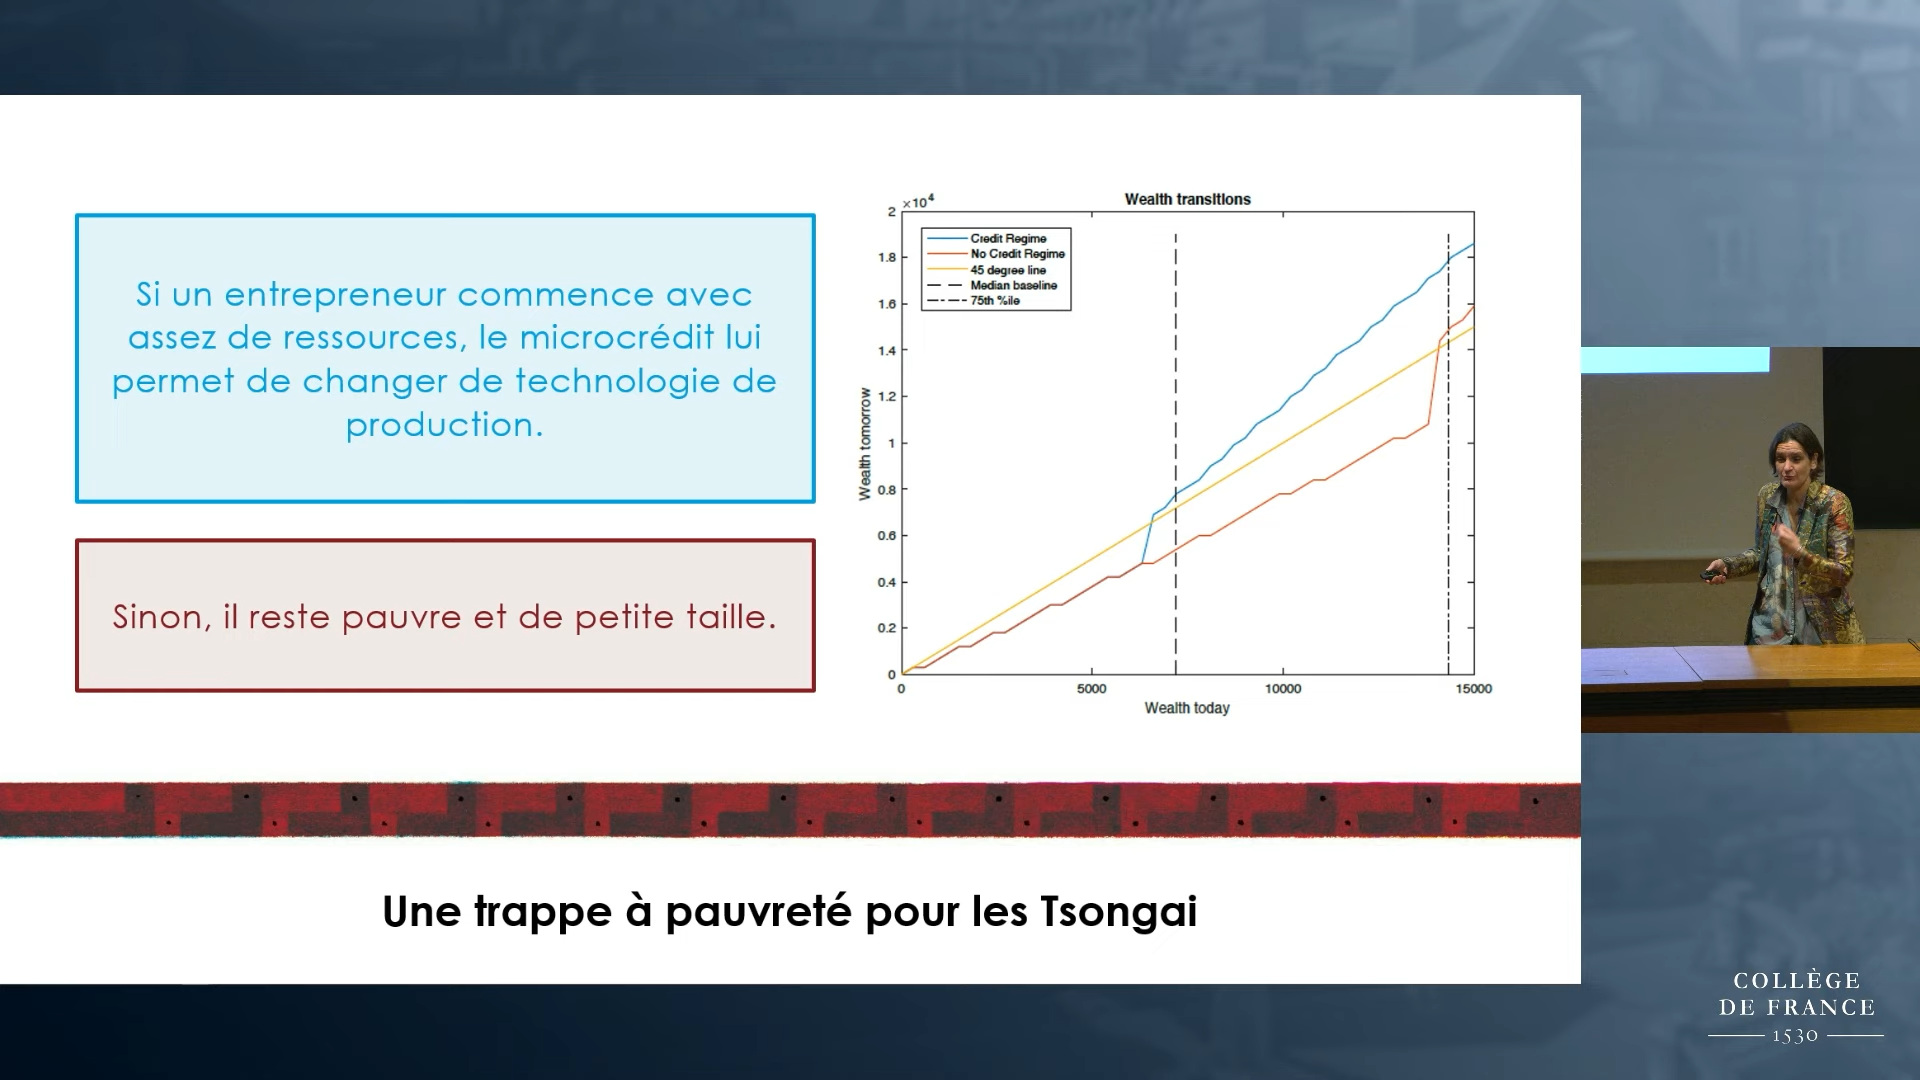 Si un entrepreneur commence avec
assez de ressources, le microcrédit lui
permet de changer de technologie de
production.
Sinon, il reste pauvre et de petite taille.
Wealth transitions
×10⁴
2
1.8
1.6
1.4
1.2
1
0.8
0.6
0.4
0.2
0
Wealth tomorrow
Credit Regime
No Credit Regime
45 degree line
Median baseline
75th %ile
0
5000
10000
15000
Wealth today
Une trappe à pauvreté pour les Tsongai
COLLÈGE
DE FRANCE
1530